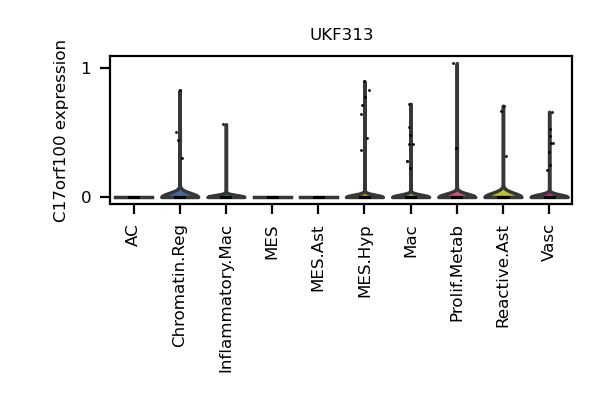 UKF313
C17orf100 expression
1
0
AC
Chromatin.Reg
Inflammatory.Mac
MES
MES.Ast
MES.Hyp
Mac
Prolif.Metab
Reactive.Ast
Vasc